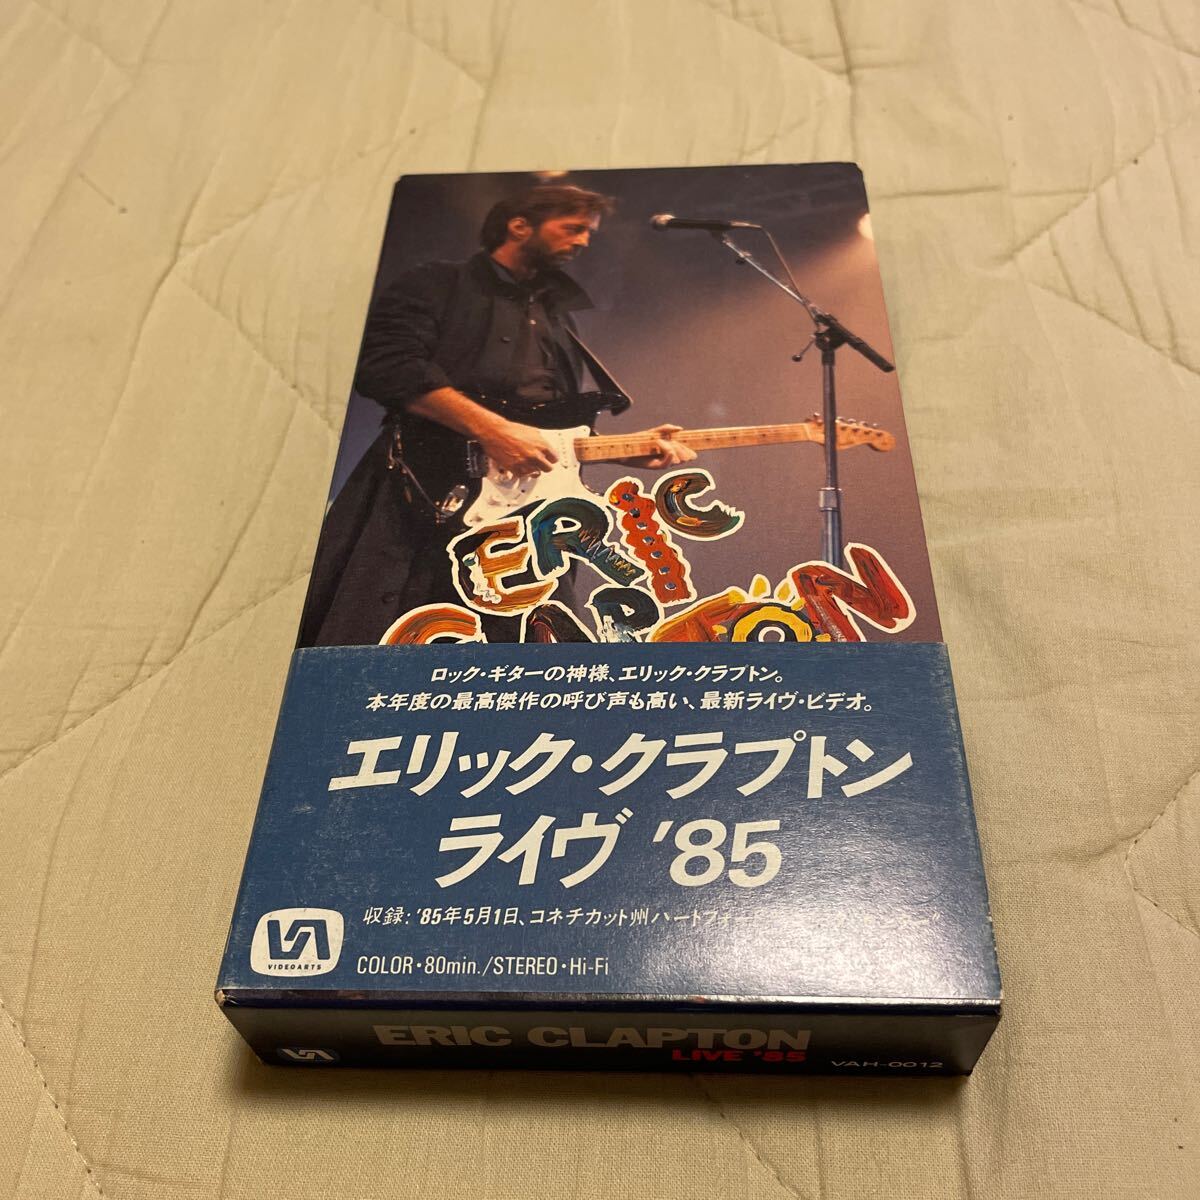 ERIC
ロック・ギターの神様、エリック・クラプトン。
本年度の最高傑作の呼び声も高い、最新ライヴ・ビデオ。
エリック・クラプトン
ライヴ '85
収録: '85年5月1日、コネチカット州ハートフォード
VIDEOARTS
COLOR・80min./STEREO・Hi-Fi
ERIC CLAPTON
LIVE '85
VAH-0012